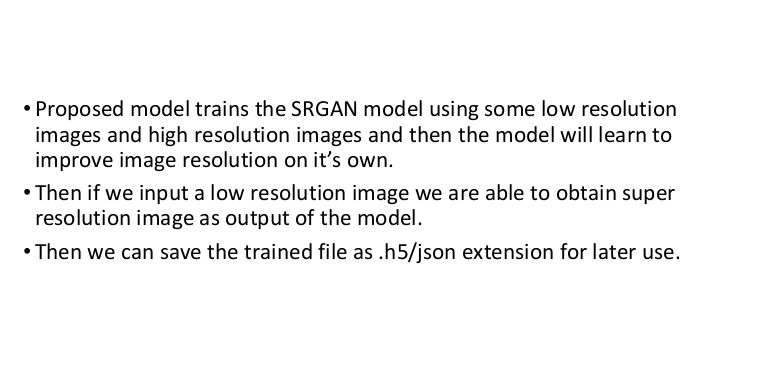 • Proposed model trains the SRGAN model using some low resolution
images and high resolution images and then the model will learn to
improve image resolution on it’s own.
• Then if we input a low resolution image we are able to obtain super
resolution image as output of the model.
• Then we can save the trained file as .h5/json extension for later use.